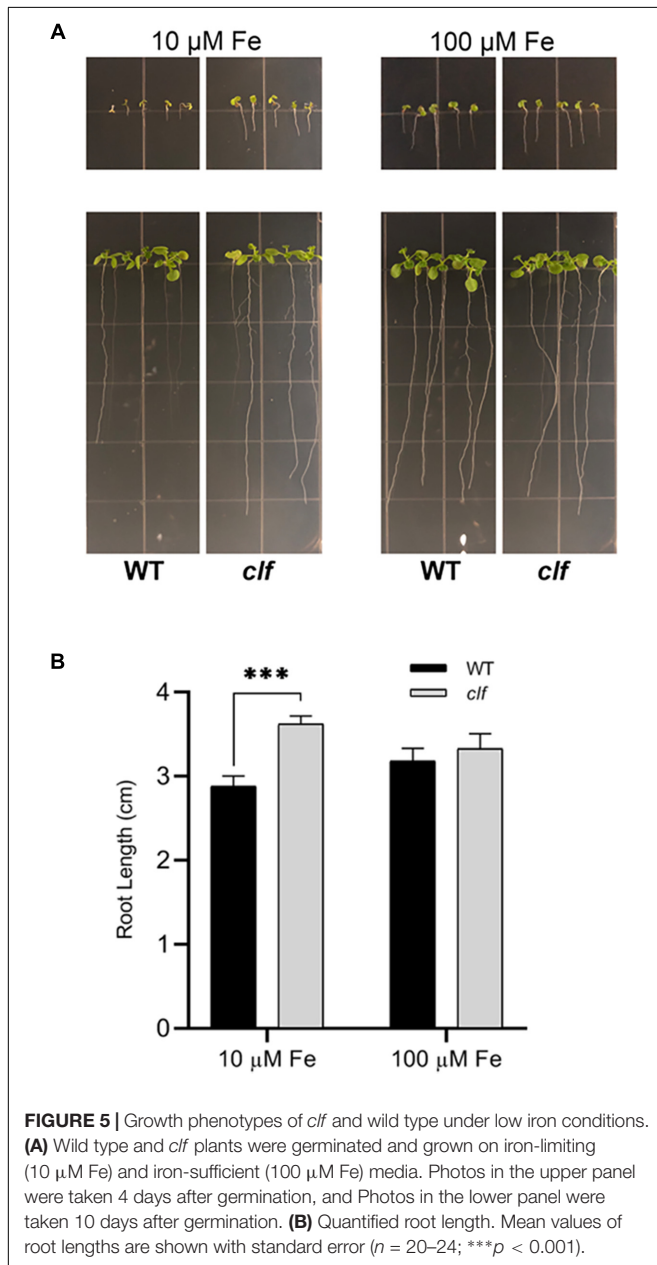 A
10 µM Fe
100 µM Fe
WT
clf
WT
clf
B
***
WT
clf
4
3
2
1
0
Root Length (cm)
10 µM Fe
100 µM Fe
FIGURE 5 | Growth phenotypes of clf and wild type under low iron conditions.
(A) Wild type and clf plants were germinated and grown on iron-limiting
(10 µM Fe) and iron-sufficient (100 µM Fe) media. Photos in the upper panel
were taken 4 days after germination, and Photos in the lower panel were
taken 10 days after germination. (B) Quantified root length. Mean values of
root lengths are shown with standard error (n = 20–24; ***p < 0.001).